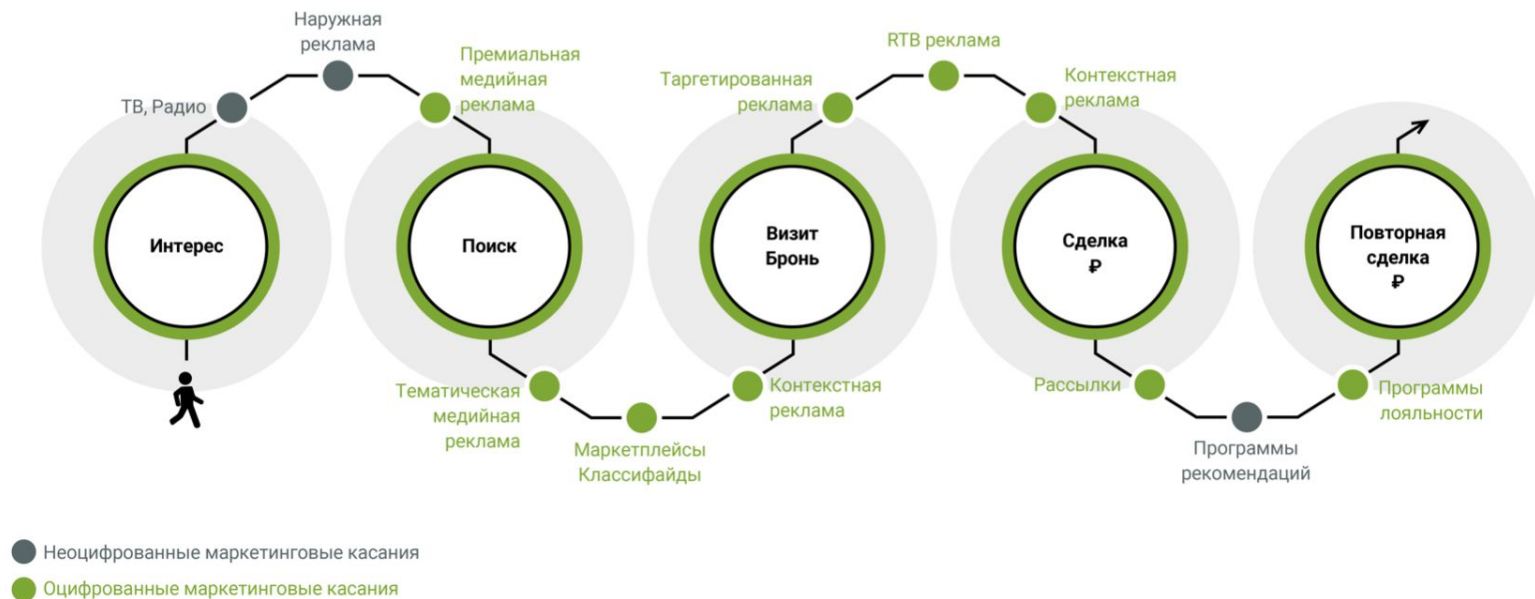 Наружная
реклама
ТВ, Радио
Премиальная
медийная
реклама
Таргетированная
реклама
RTB реклама
Контекстная
реклама
Интерес
Поиск
Визит
Бронь
Сделка
₽
Повторная
сделка
₽
Тематическая
медийная
реклама
Маркетплейсы
Классифайды
Контекстная
реклама
Рассылки
Программы
рекомендаций
Программы
лояльности
Неоцифрованные маркетинговые касания
Оцифрованные маркетинговые касания